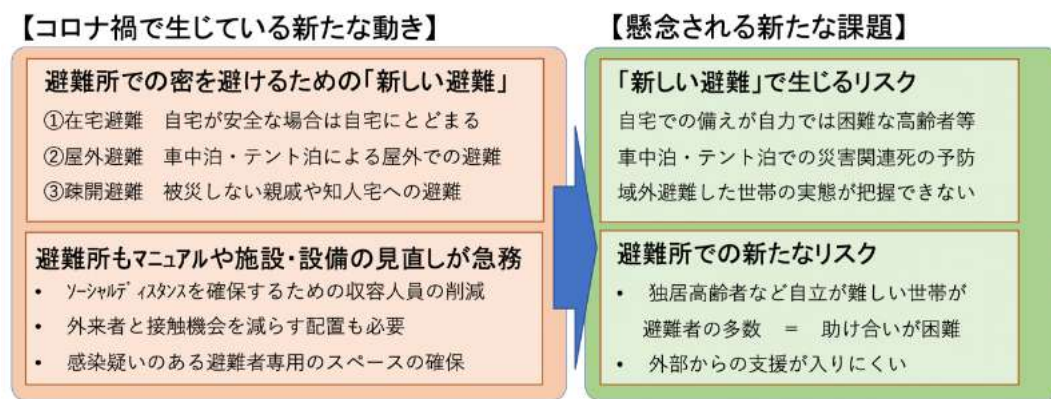 【コロナ禍で生じている新たな動き】
避難所での密を避けるための「新しい避難」
①在宅避難 自宅が安全な場合は自宅にとどまる
②屋外避難 車中泊・テント泊による屋外での避難
③疎開避難 被災しない親戚や知人宅への避難
避難所もマニュアルや施設・設備の見直しが急務
• ソーシャルディスタンスを確保するための収容人員の削減
• 外来者と接触機会を減らす配置も必要
• 感染疑いのある避難者専用のスペースの確保
【懸念される新たな課題】
「新しい避難」で生じるリスク
自宅での備えが自力では困難な高齢者等
車中泊・テント泊での災害関連死の予防
域外避難した世帯の実態が把握できない
避難所での新たなリスク
• 独居高齢者など自立が難しい世帯が
避難者の多数 = 助け合いが困難
• 外部からの支援が入りにくい